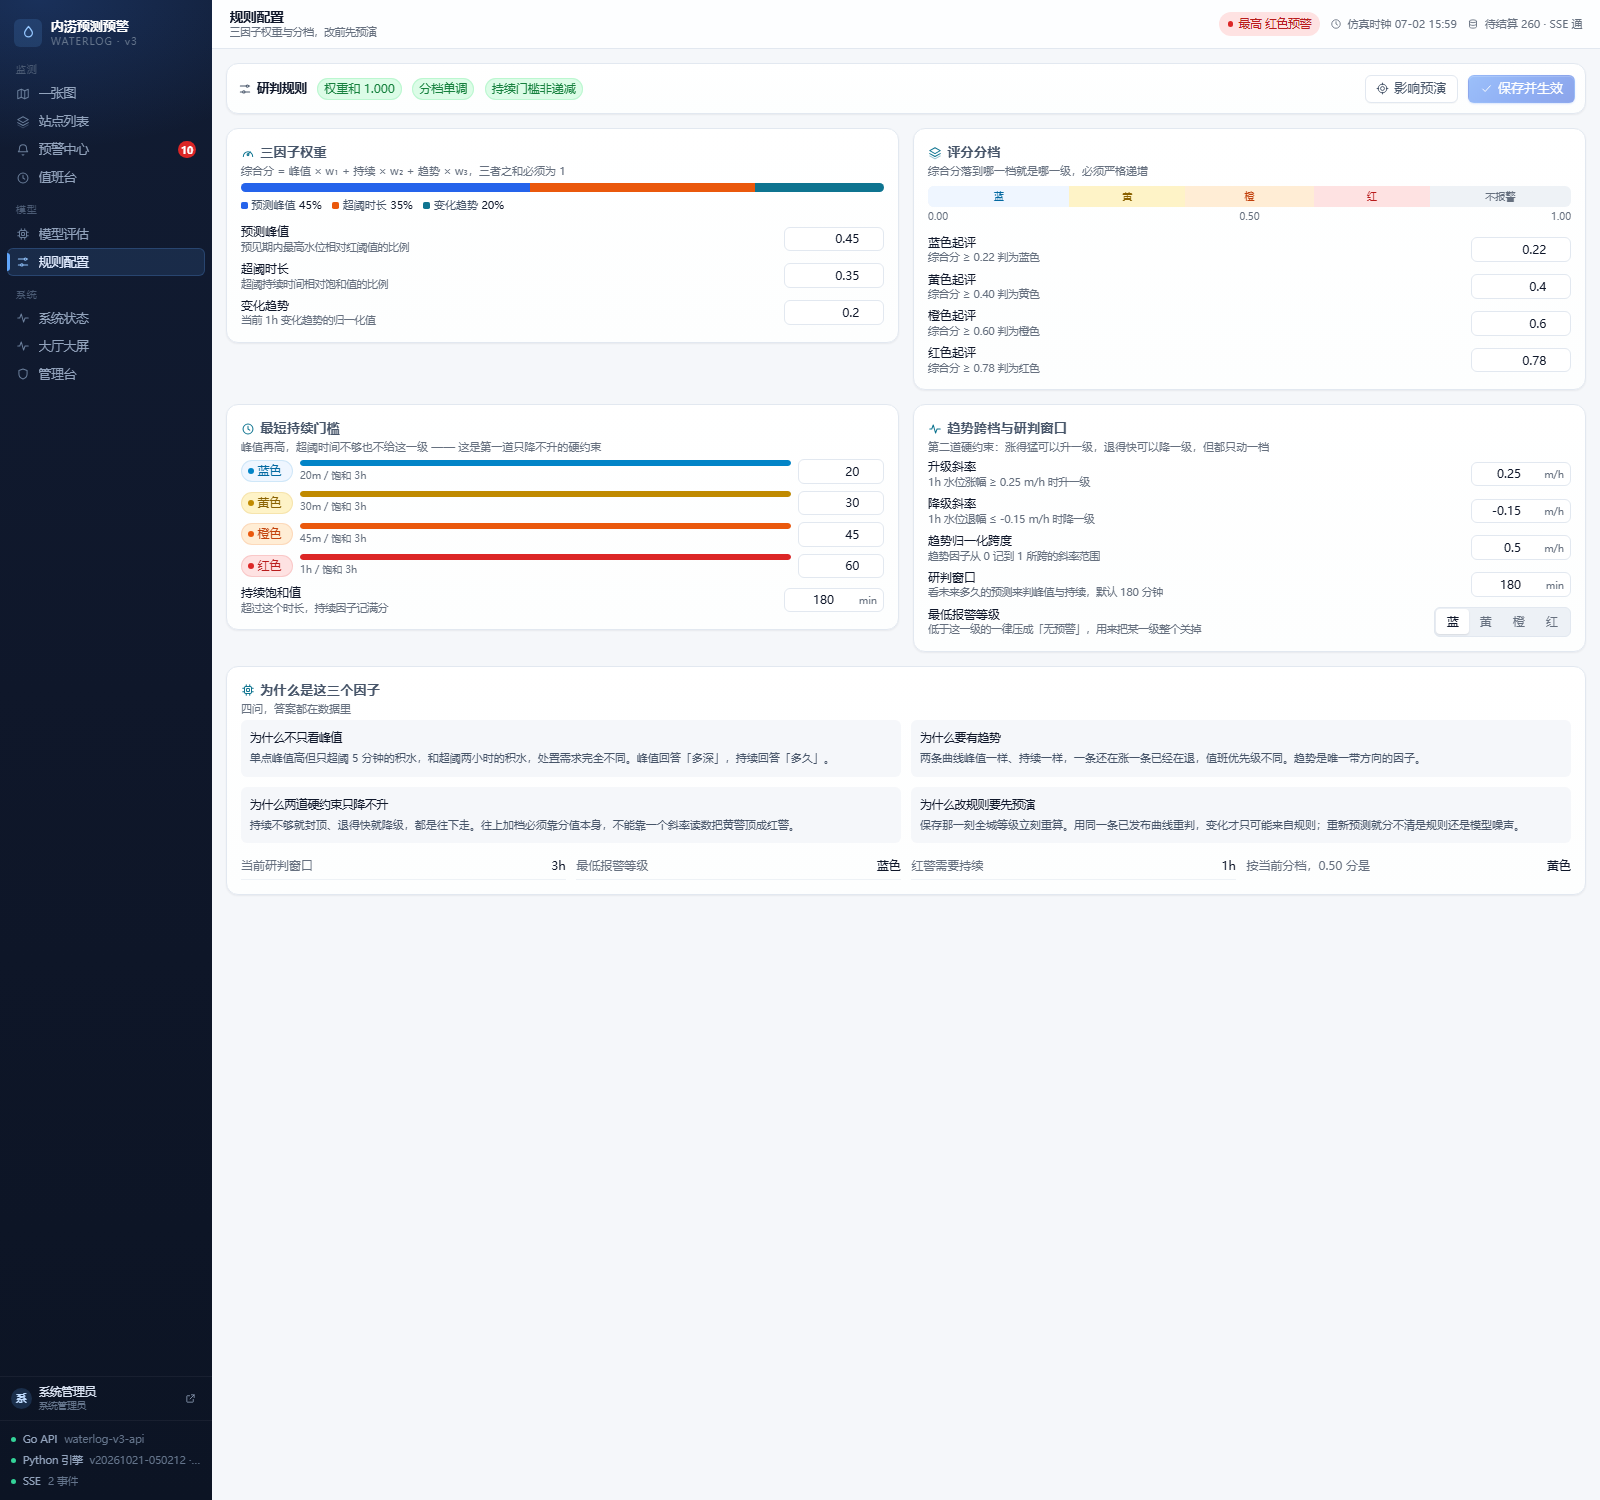 内涝预测预警
WATERLOG · v3
监测
一张图
站点列表
预警中心
10
值班台
模型
模型评估
规则配置
系统
系统状态
大厅大屏
管理台
系
系统管理员
系统管理员
Go API waterlog-v3-api
Python 引擎 v20261021-050212 ·...
SSE 2 事件
规则配置
三因子权重与分档，改前先预演
最高 红色预警
仿真时钟 07-02 15:59
待结算 260 · SSE 通
研判规则
权重和 1.000
分档单调
持续门槛非递减
影响预演
保存并生效
三因子权重
综合分 = 峰值 × w₁ + 持续 × w₂ + 趋势 × w₃，三者之和必须为 1
预测峰值 45% 超阈时长 35% 变化趋势 20%
预测峰值
预见期内最高水位相对红阈值的比例
0.45
超阈时长
超阈持续时间相对饱和值的比例
0.35
变化趋势
当前 1h 变化趋势的归一化值
0.2
评分分档
综合分落到哪一档就是哪一级，必须严格递增
蓝 黄 橙 红 不报警
0.00 0.50 1.00
蓝色起评
综合分 ≥ 0.22 判为蓝色
0.22
黄色起评
综合分 ≥ 0.40 判为黄色
0.4
橙色起评
综合分 ≥ 0.60 判为橙色
0.6
红色起评
综合分 ≥ 0.78 判为红色
0.78
最短持续门槛
峰值再高，超阈时间不够也不给这一级 —— 这是第一道只降不升的硬约束
蓝色
20m / 饱和 3h
20
黄色
30m / 饱和 3h
30
橙色
45m / 饱和 3h
45
红色
1h / 饱和 3h
60
持续饱和值
超过这个时长，持续因子记满分
180 min
趋势跨档与研判窗口
第二道硬约束：涨得猛可以升一级，退得快可以降一级，但都只动一档
升级斜率
1h 水位涨幅 ≥ 0.25 m/h 时升一级
0.25 m/h
降级斜率
1h 水位退幅 ≤ -0.15 m/h 时降一级
-0.15 m/h
趋势归一化跨度
趋势因子从 0 记到 1 所跨的斜率范围
0.5 m/h
研判窗口
看未来多久的预测来判峰值与持续，默认 180 分钟
180 min
最低报警等级
低于这一级的一律压成「无预警」，用来把某一级整个关掉
蓝 黄 橙 红
为什么是这三个因子
四问，答案都在数据里
为什么不只看峰值
单点峰值高但只超阈 5 分钟的积水，和超阈两小时的积水，处置需求完全不同。峰值回答「多深」，持续回答「多久」。
为什么要有趋势
两条曲线峰值一样、持续一样，一条还在涨一条已经在退，值班优先级不同。趋势是唯一带方向的因子。
为什么两道硬约束只降不升
持续不够就封顶、退得快就降级，都是往下走。往上加档必须靠分值本身，不能靠一个斜率读数把黄警顶成红警。
为什么改规则要先预演
保存那一刻全城等级立刻重算。用同一条已发布曲线重判，变化才只可能来自规则；重新预测就分不清是规则还是模型噪声。
当前研判窗口 3h
最低报警等级 蓝色
红警需要持续 1h
按当前分档，0.50 分是 黄色